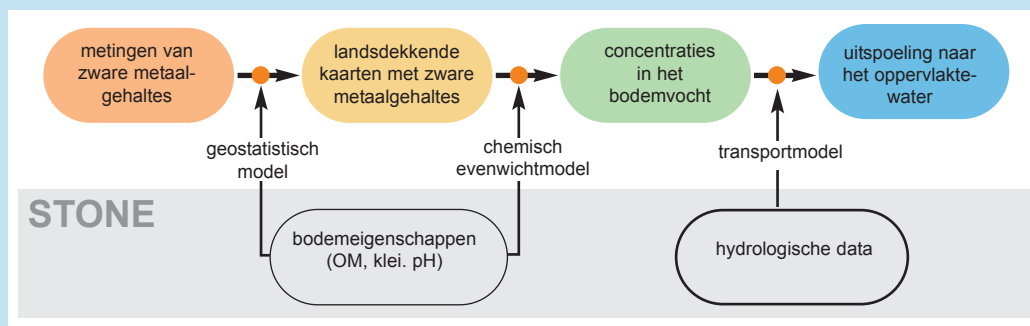 metingen van
zware metaal-
gehaltes
landsdekkende
kaarten met zware
metaalgehaltes
concentraties
in het
bodemvocht
uitspoeling naar
het oppervlakte-
water
geostatistisch
model
chemisch
evenwichtmodel
transportmodel
STONE
bodemeigenschappen
(OM, klei. pH)
hydrologische data